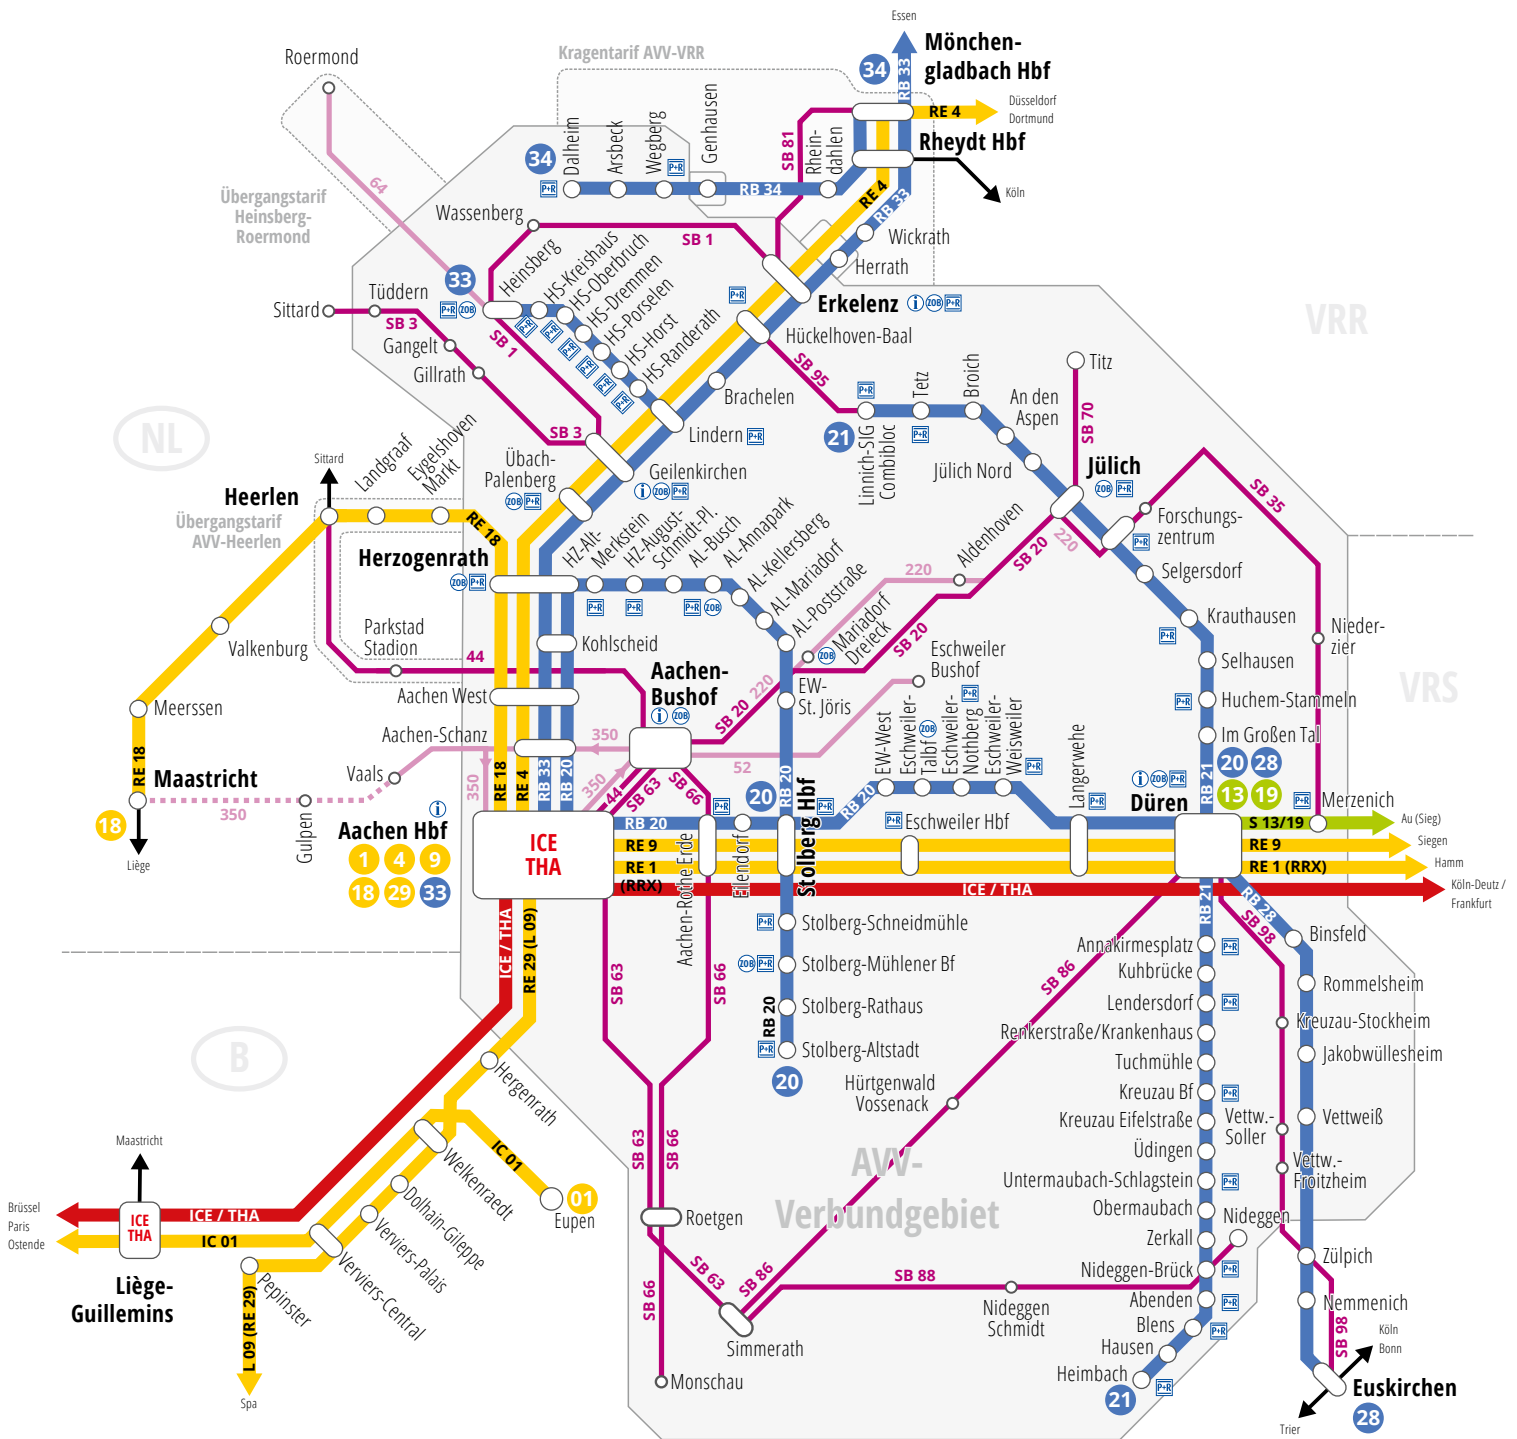 Essen
Roermond
Kragentarif AVV-VRR
34
RB 33
Mönchen-
gladbach Hbf
RE 4
Düsseldorf
Dortmund
Rheydt Hbf
Köln
SB 81
Rhein-
dahlen
34
Dalheim
Arsbeck
Wegberg
P+R
Genhausen
P+R
RB 34
RE 4
RB 33
64
Übergangstarif
Heinsberg-
Roermond
Wassenberg
SB 1
Wickrath
Herrath
33
Heinsberg
HS-Kreishaus
HS-Oberbruch
HS-Dremmen
HS-Porselen
HS-Horst
HS-Randerath
P+R
ZOB
P+R
P+R
P+R
P+R
P+R
P+R
P+R
Erkelenz
i
ZOB
P+R
Hückelhoven-Baal
VRR
Sittard
Tüddern
SB 3
Gangelt
Gillrath
SB 1
SB 3
SB 95
Brachelen
Lindern
P+R
P+R
21
Linnich-SIG
Combibloc
Tetz
P+R
Broich
An den
Aspen
Jülich Nord
Titz
SB 70
Jülich
ZOB
P+R
NL
Sittard
Landgraf
Eygelshoven
Markt
Übach-
Palenberg
ZOB
P+R
Geilenkirchen
i
ZOB
P+R
Heerlen
Übergangstarif
AVV-Heerlen
RE 18
Herzogenrath
ZOB
P+R
HZ-Alt-
Merkstein
HZ-August-
Schmidt-Pl.
AL-Busch
AL-Annapark
AL-Kellersberg
AL-Mariadorf
AL-Poststraße
P+R
P+R
P+R
ZOB
Aldenhoven
220
SB 20
220
Forschungs-
zentrum
P+R
SB 35
Selgersdorf
Krauthausen
P+R
Selhausen
Huchem-Stammeln
P+R
Im Großen Tal
Nieder-
zier
VRS
Valkenburg
Meerssen
Parkstad
Stadion
44
Kohlscheid
Aachen West
Aachen-Schanz
Aachen-
Bushof
i
ZOB
SB 20
220
ZOB
Mariadorf
Dreieck
SB 20
EW-
St. Jöris
Eschweiler
Bushof
350
52
350
350
44
SB 63
SB 66
RE 18
Maastricht
18
Liège
Vaals
350
Gulpen
i
Aachen Hbf
1
4
9
18
29
33
RE 18
RE 4
RB 33
RB 20
ICE
THA
RB 20
RE 9
RE 1
(RRX)
Aachen-Rothe Erde
P+R
Eilendorf
20
RB 20
Stolberg Hbf
P+R
RB 20
EW-West
Eschweiler-
Talbf
ZOB
Eschweiler-
Nothberg
P+R
Eschweiler-
Weisweiler
P+R
P+R
Eschweiler Hbf
Langerwehe
P+R
i
ZOB
P+R
Düren
RB 21
20
28
13
19
P+R
Merzenich
S 13/19
Au (Sieg)
RE 9
Siegen
RE 1 (RRX)
Hamm
ICE / THA
Köln-Deutz /
Frankfurt
ICE / THA
RE 29 (L 09)
SB 63
SB 66
P+R
Stolberg-Schneidmühle
ZOB
P+R
Stolberg-Mühlener Bf
Stolberg-Rathaus
RB 20
P+R
Stolberg-Altstadt
20
SB 86
RB 21
RB 28
SB 98
Annakirmesplatz
P+R
Kuhbrücke
Lendersdorf
P+R
Renkerstraße/Krankenhaus
Tuchmühle
Kreuzau Bf
P+R
Kreuzau Eifelstraße
Üdingen
Untermaubach-Schlagstein
P+R
Obermaubach
Zerkall
Nideggen
Nideggen-Brück
P+R
Abenden
P+R
Blens
P+R
Hausen
Heimbach
P+R
21
Binsfeld
Rommelsheim
Kreuzau-Stockheim
Jakobwüllesheim
Vettw.-
Soller
Vettweiß
Vettw.-
Froitzheim
Zülpich
Nemmenich
SB 98
Köln
Bonn
Euskirchen
28
Trier
B
Hergenrath
Welkenraedt
IC 01
01
Eupen
Dolhain-Gileppe
Verviers-Palais
Verviers-Central
Pepinster
L 09 (RE 29)
Spa
Maastricht
Brüssel
Paris
Ostende
ICE
THA
ICE / THA
IC 01
Liège-
Guillemins
Hürtgenwald
Vossenack
AVV-
Verbundgebiet
SB 63
SB 66
Roetgen
SB 63
SB 66
SB 86
SB 88
Simmerath
Nideggen
Schmidt
Monschau